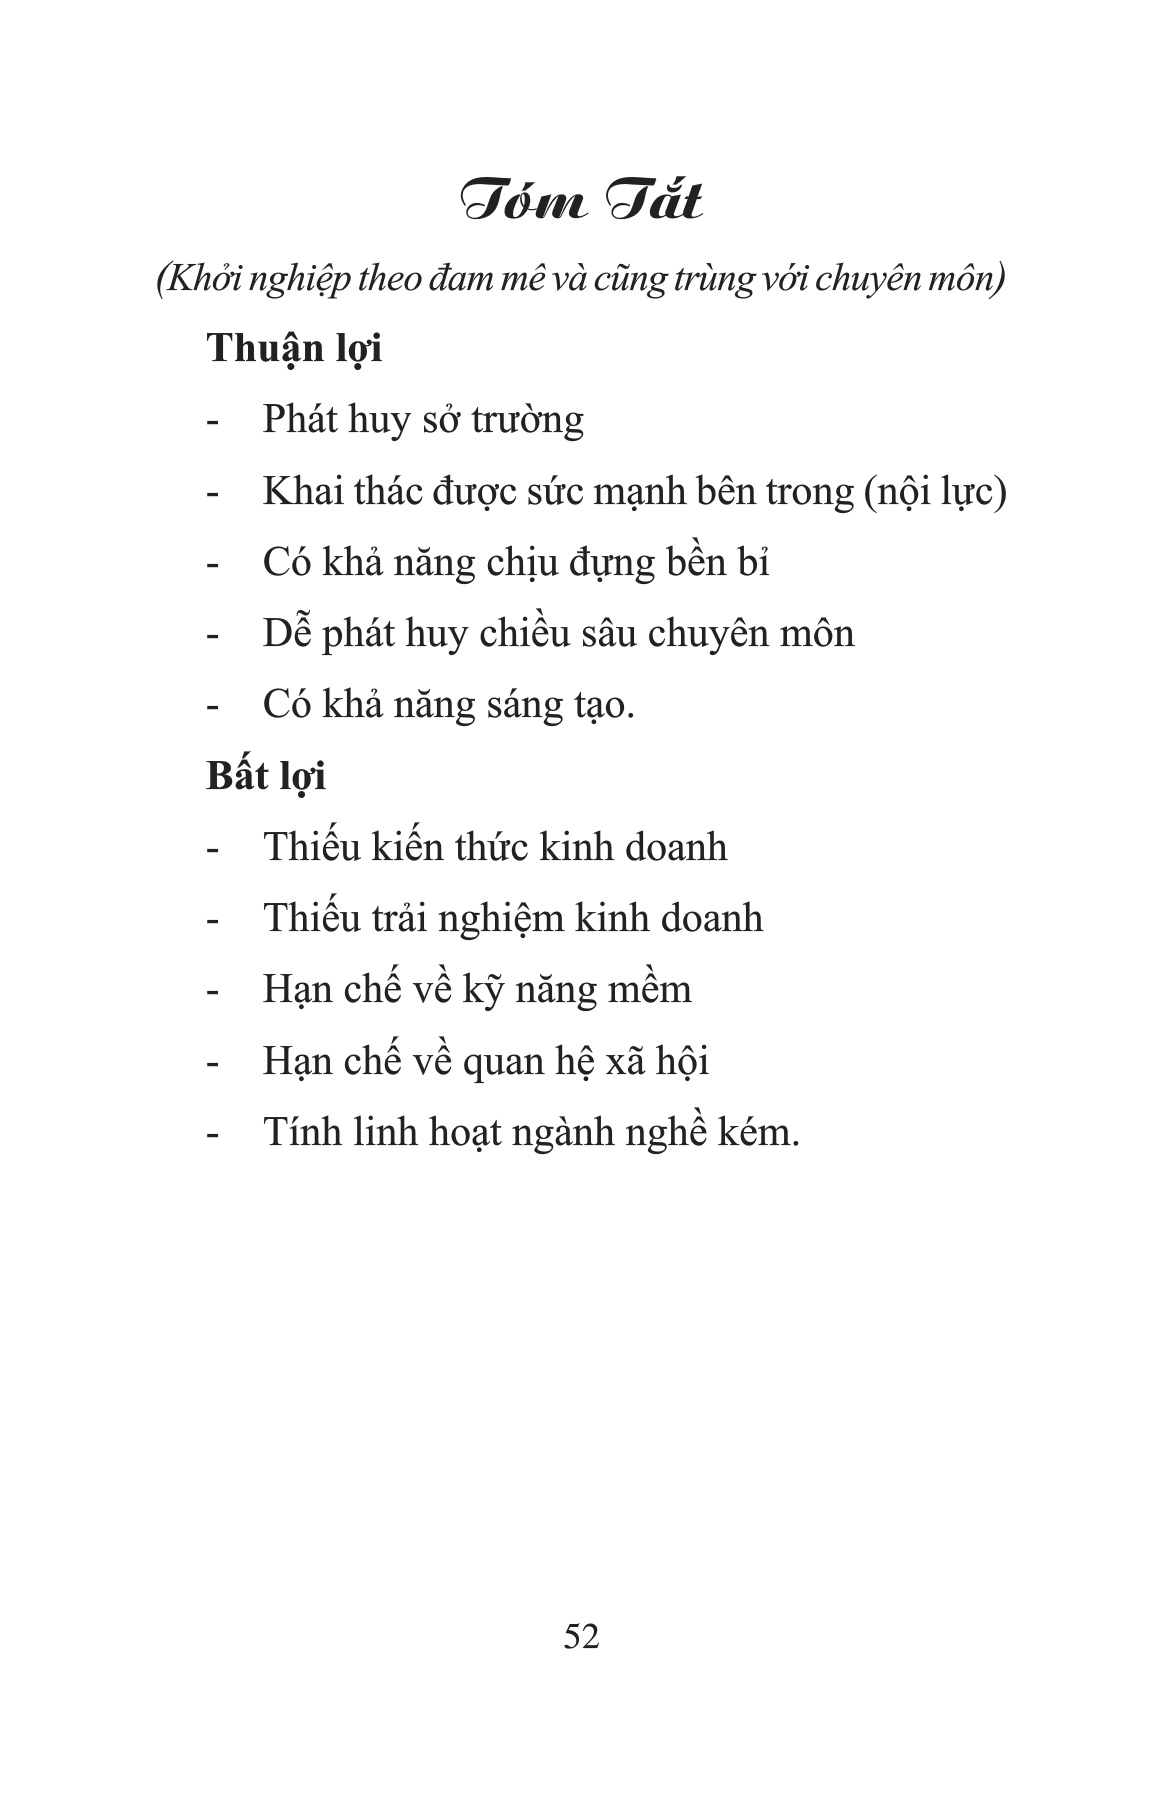 Tóm Tắt
(Khởi nghiệp theo đam mê và cũng trùng với chuyên môn)
Thuận lợi
- Phát huy sở trường
- Khai thác được sức mạnh bên trong (nội lực)
- Có khả năng chịu đựng bền bỉ
- Dễ phát huy chiều sâu chuyên môn
- Có khả năng sáng tạo.
Bất lợi
- Thiếu kiến thức kinh doanh
- Thiếu trải nghiệm kinh doanh
- Hạn chế về kỹ năng mềm
- Hạn chế về quan hệ xã hội
- Tính linh hoạt ngành nghề kém.
52